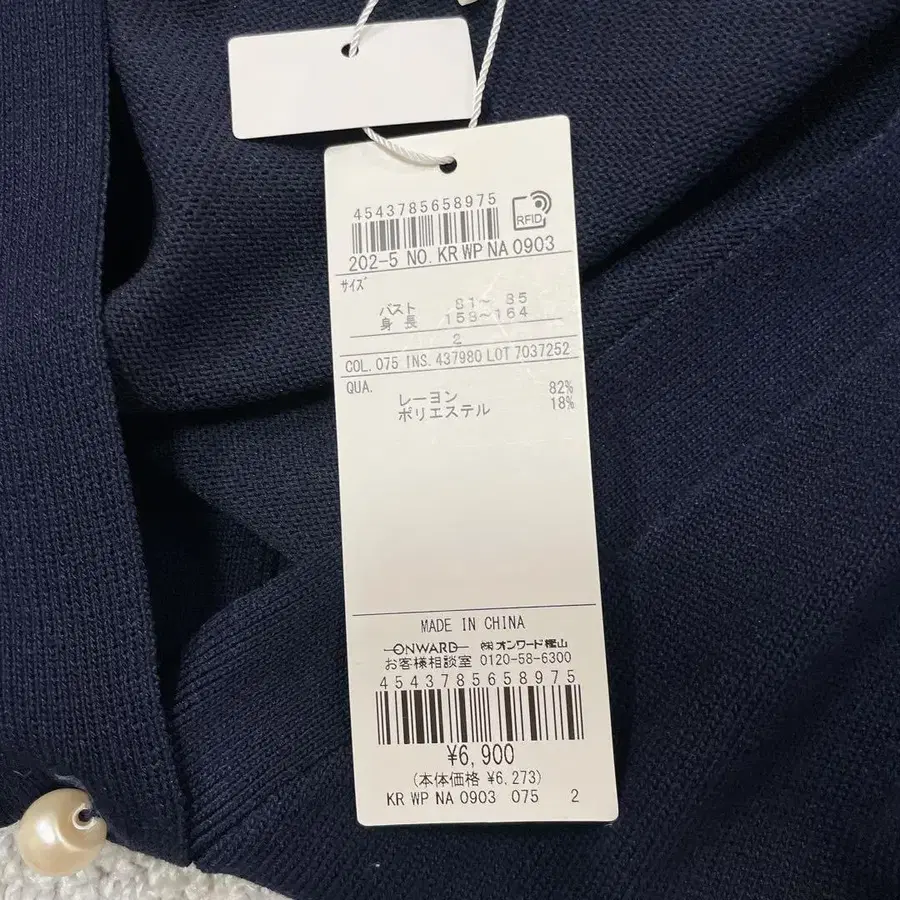 4543785658975
RFID
202-5 NO. KR WP NA 0903
サイズ
バスト 81～ 85
身 長 158～164
2
COL. 075 INS. 437980 LOT 7037252
QUA.
レーヨン 82%
ポリエステル 18%
MADE IN CHINA
ONWARD ㈱オンワード樫山
お客様相談室 0120-58-6300
4543785658975
¥6,900
(本体価格 ¥6,273)
KR WP NA 0903 075 2